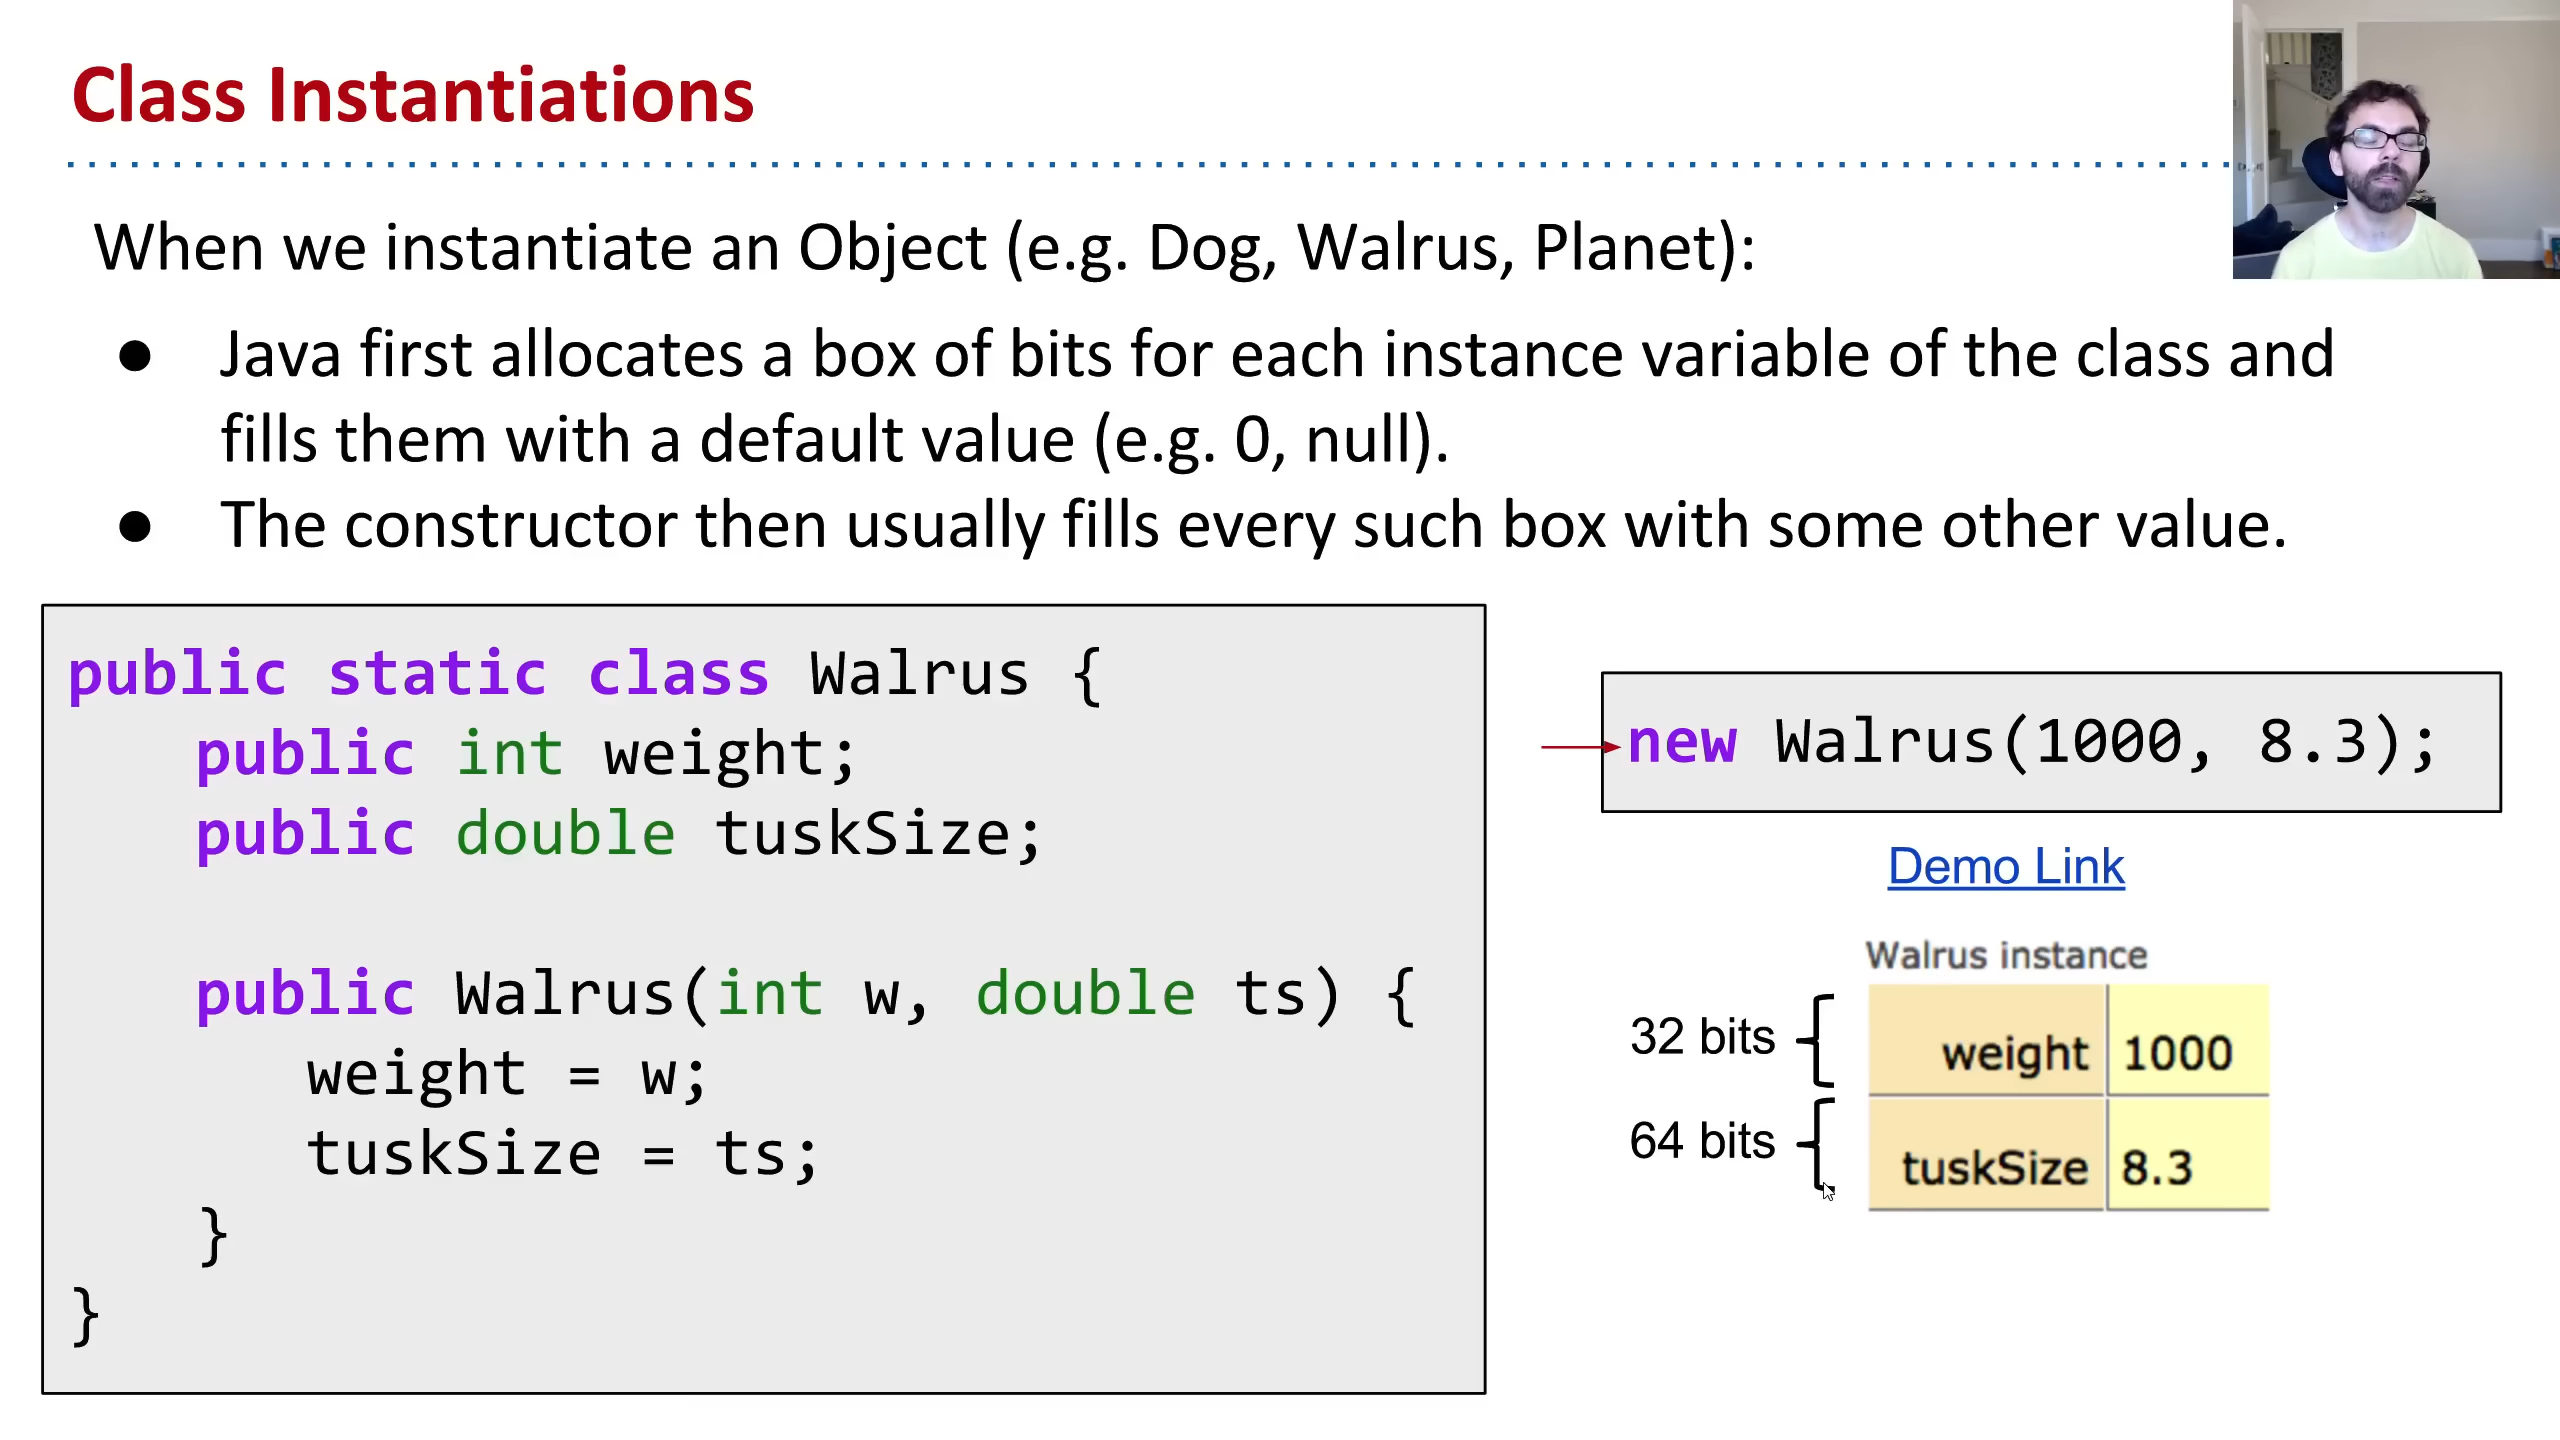 Class Instantiations
When we instantiate an Object (e.g. Dog, Walrus, Planet):
● Java first allocates a box of bits for each instance variable of the class and
fills them with a default value (e.g. 0, null).
● The constructor then usually fills every such box with some other value.
public static class Walrus {
    public int weight;
    public double tuskSize;
    public Walrus(int w, double ts) {
       weight = w;
       tuskSize = ts;
    }
}
new Walrus(1000, 8.3);
Demo Link
Walrus instance
32 bits { weight 1000
64 bits { tuskSize 8.3